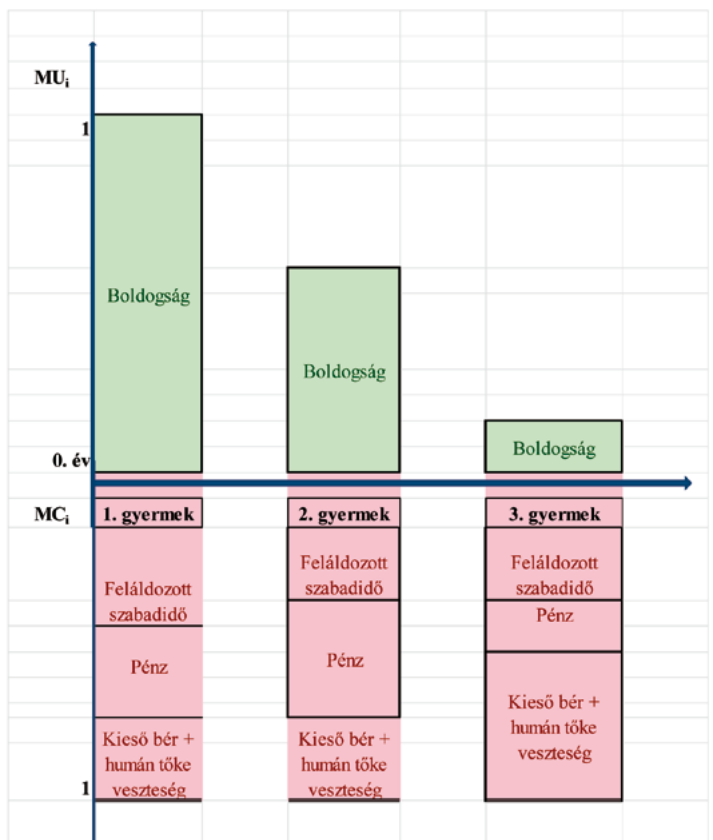 MUi
1
Boldogság
Boldogság
Boldogság
0. év
MCi
1. gyermek
2. gyermek
3. gyermek
Feláldozott
szabadidő
Pénz
Kieső bér +
humán tőke
veszteség
Feláldozott
szabadidő
Pénz
Kieső bér +
humán tőke
veszteség
Feláldozott
szabadidő
Pénz
Kieső bér +
humán tőke
veszteség
1